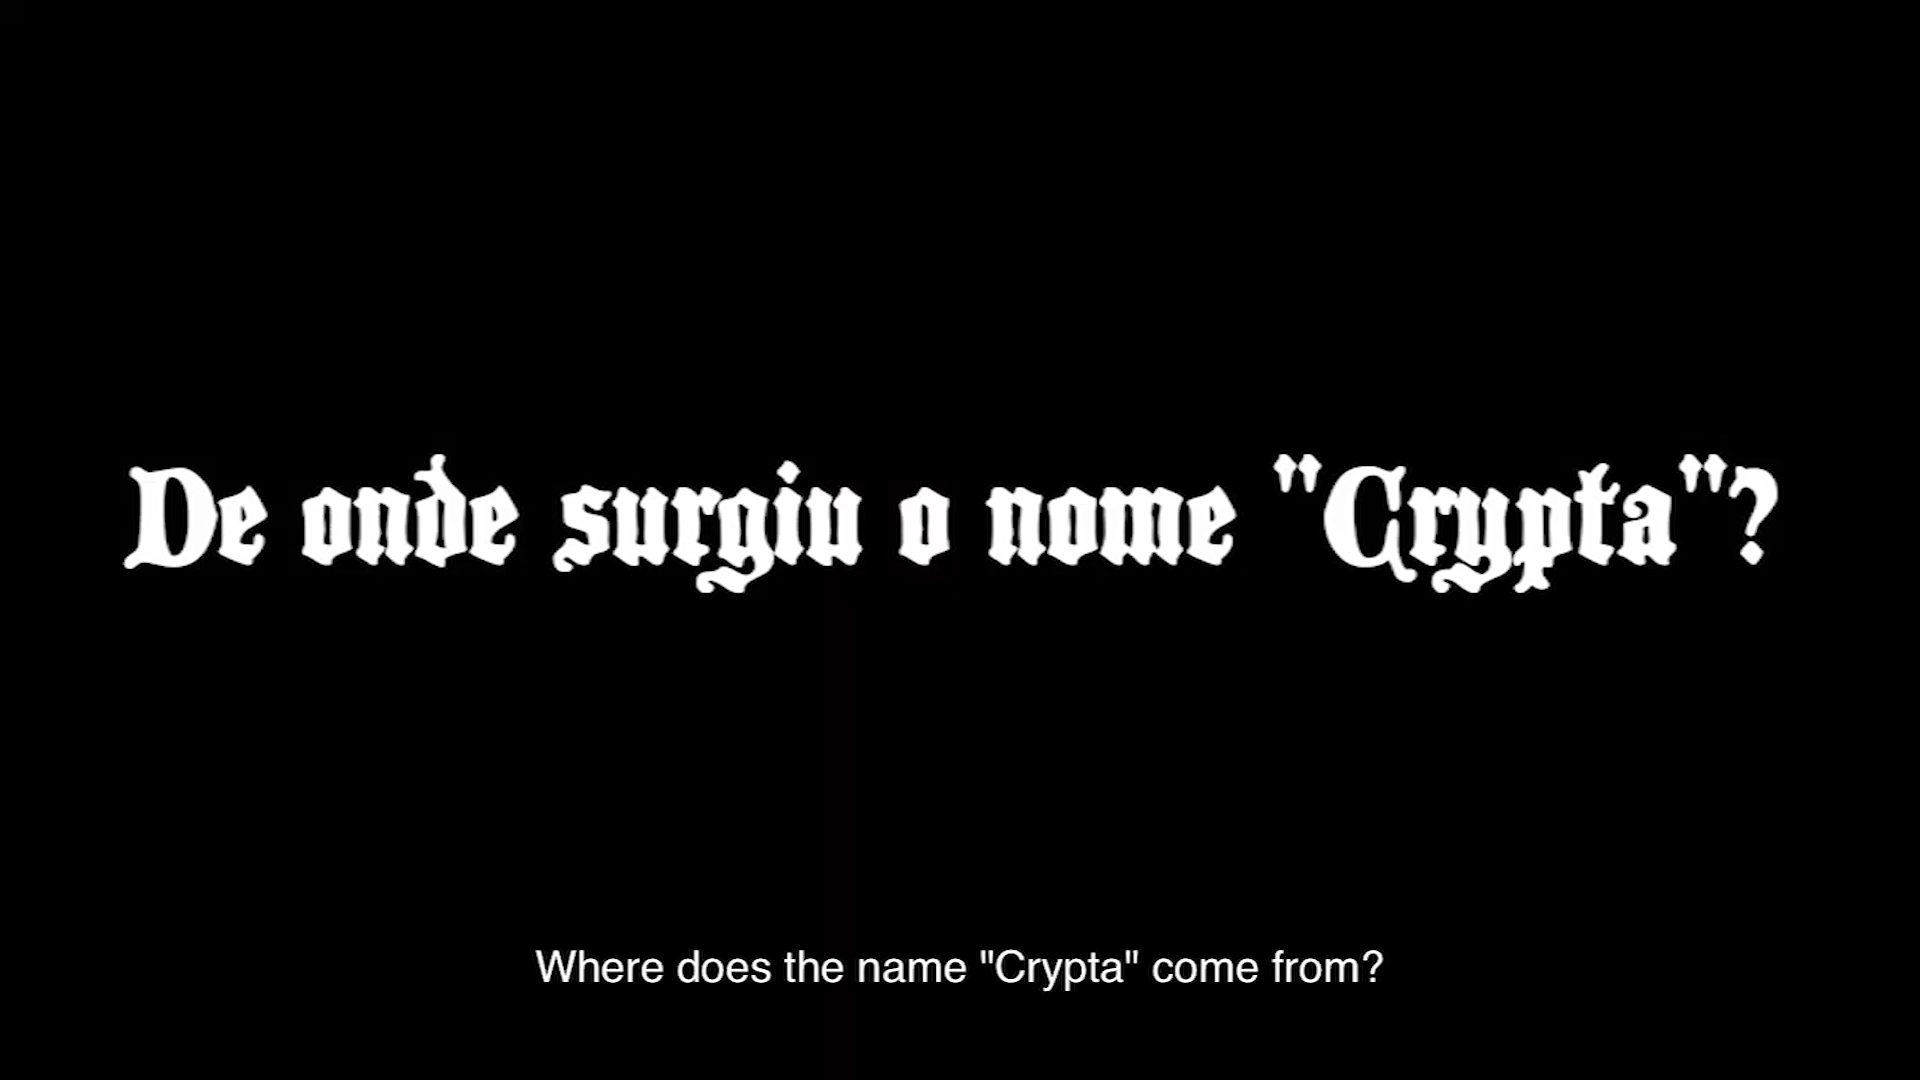 De onde surgiu o nome "Crypta"?
Where does the name "Crypta" come from?